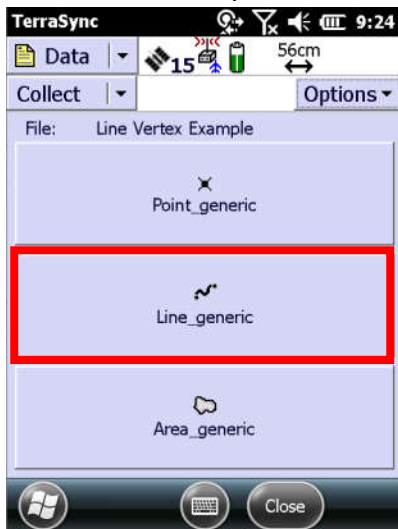 TerraSync 9:24
Data 15 56cm
Collect Options
File: Line Vertex Example
Point_generic
Line_generic
Area_generic
Close